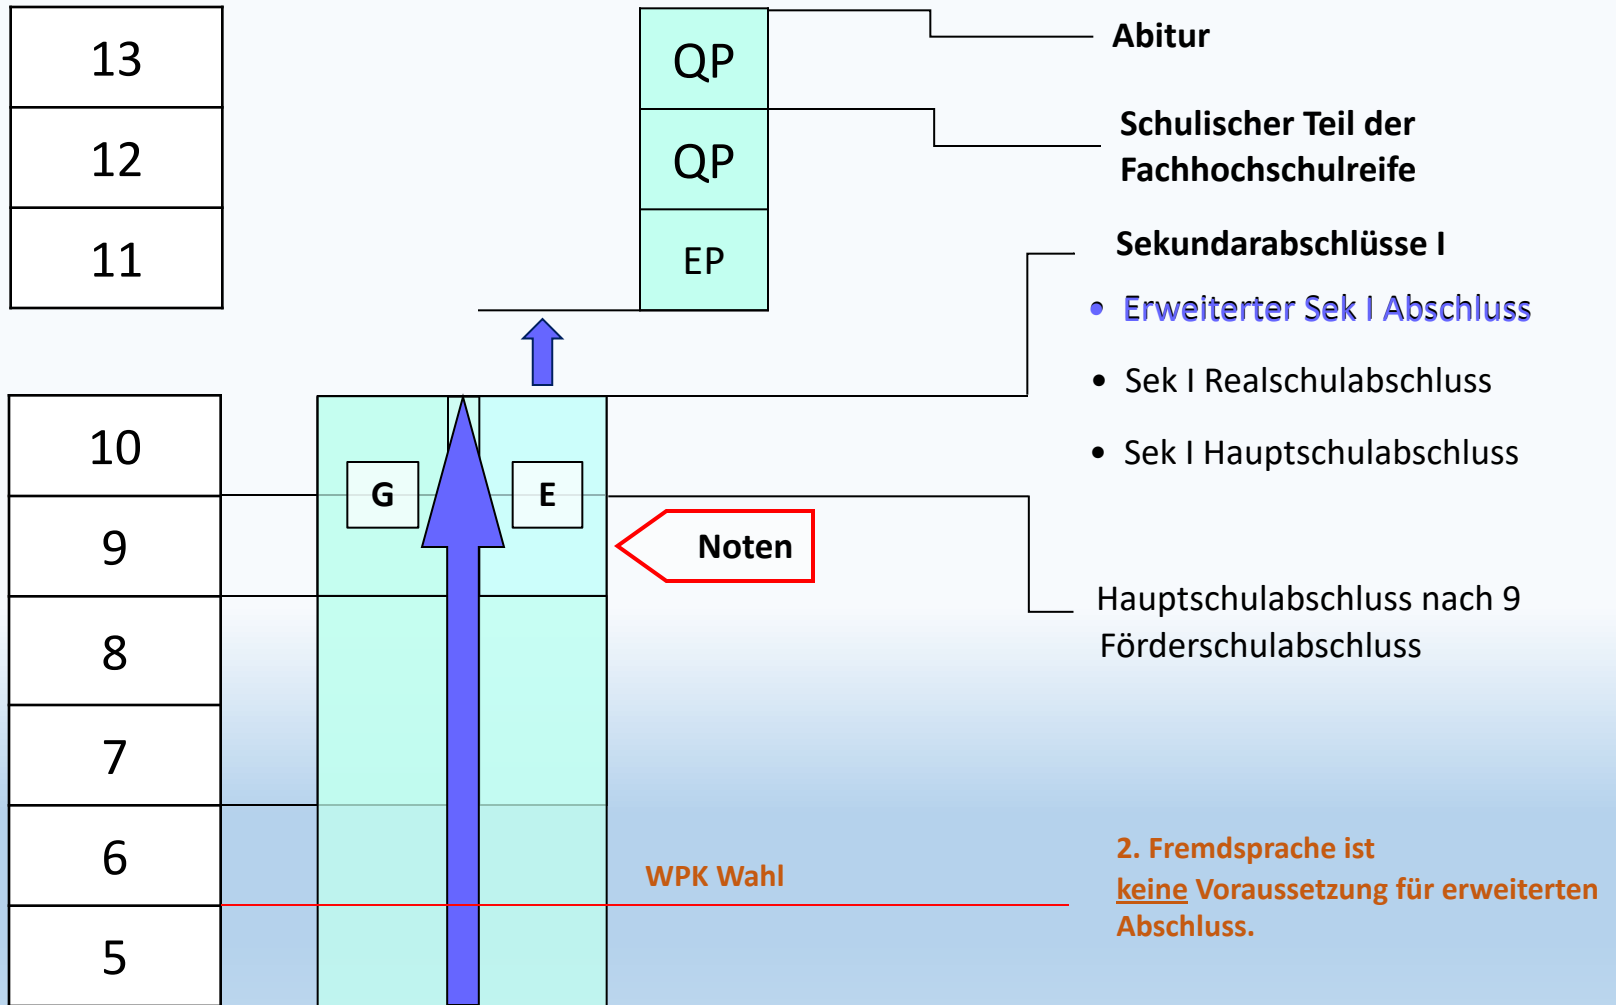 13
QP
Abitur
12
QP
Schulischer Teil der
Fachhochschulreife
11
EP
Sekundarabschlüsse I
• Erweiterter Sek I Abschluss
• Sek I Realschulabschluss
• Sek I Hauptschulabschluss
10
G
E
9
Noten
Hauptschulabschluss nach 9
Förderschulabschluss
8
7
6
WPK Wahl
2. Fremdsprache ist
keine Voraussetzung für erweiterten
Abschluss.
5